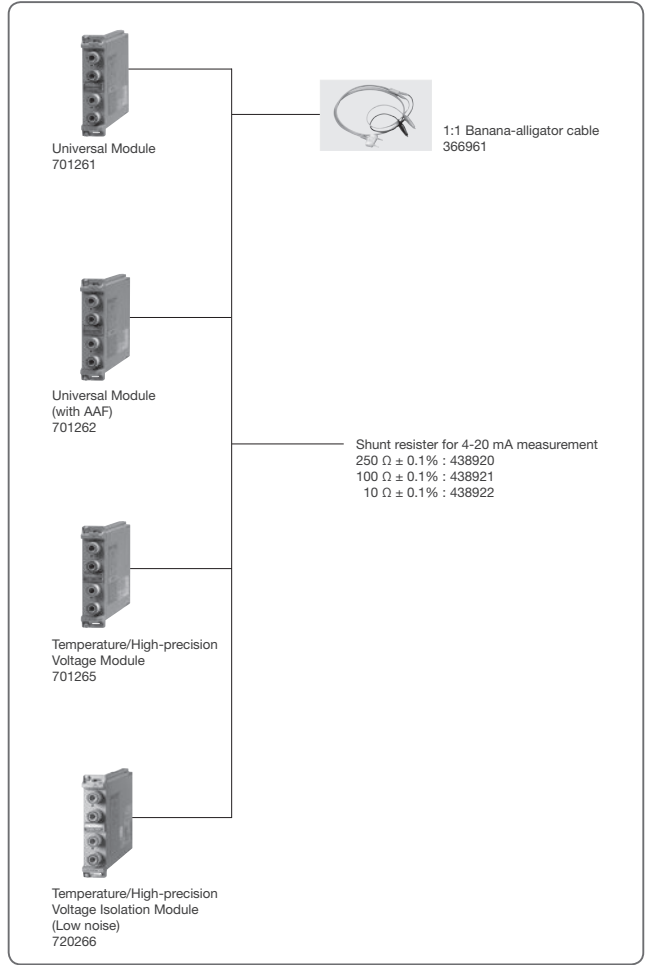 Universal Module
701261
1:1 Banana-alligator cable
366961
Universal Module
(with AAF)
701262
Shunt resister for 4-20 mA measurement
250 Ω ± 0.1% : 438920
100 Ω ± 0.1% : 438921
10 Ω ± 0.1% : 438922
Temperature/High-precision
Voltage Module
701265
Temperature/High-precision
Voltage Isolation Module
(Low noise)
720266